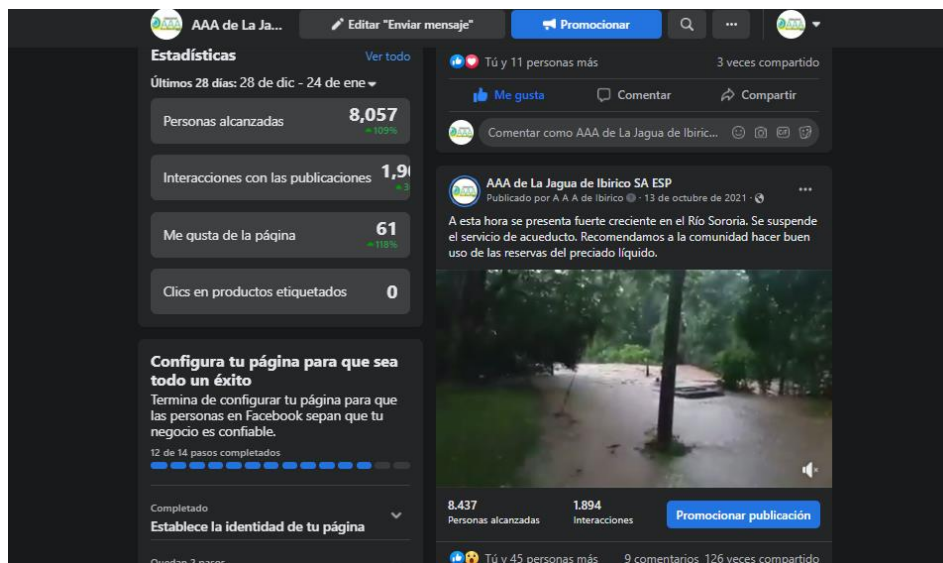 AAA de La Ja...
Editar "Enviar mensaje"
Promocionar
Estadísticas
Ver todo
Últimos 28 días: 28 de dic - 24 de ene
Personas alcanzadas
8,057
109%
Interacciones con las publicaciones
Me gusta de la página
61
118%
Clics en productos etiquetados
0
Configura tu página para que sea
todo un éxito
Termina de configurar tu página para que
las personas en Facebook sepan que tu
negocio es confiable.
12 de 14 pasos completados
Completado
Establece la identidad de tu página
Quedan 2 pasos
Tú y 11 personas más
3 veces compartido
Me gusta
Comentar
Compartir
Comentar como AAA de La Jagua de Ibiric...
AAA de La Jagua de Ibirico SA ESP
Publicado por A A A de Ibirico · 13 de octubre de 2021 ·
A esta hora se presenta fuerte creciente en el Río Sororia. Se suspende
el servicio de acueducto. Recomendamos a la comunidad hacer buen
uso de las reservas del preciado líquido.
8.437
Personas alcanzadas
1.894
Interacciones
Promocionar publicación
Tú y 45 personas más
9 comentarios 126 veces compartido